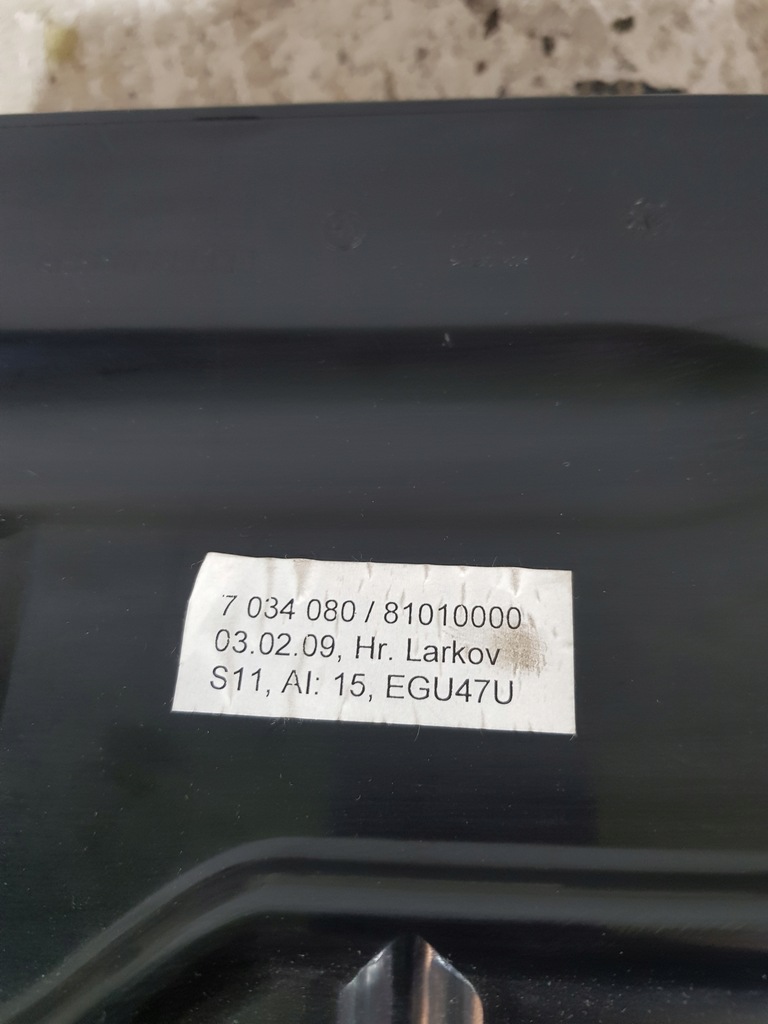 7 034 080 / 81010000
03.02.09, Hr. Larkov
S11, AI: 15, EGU47U